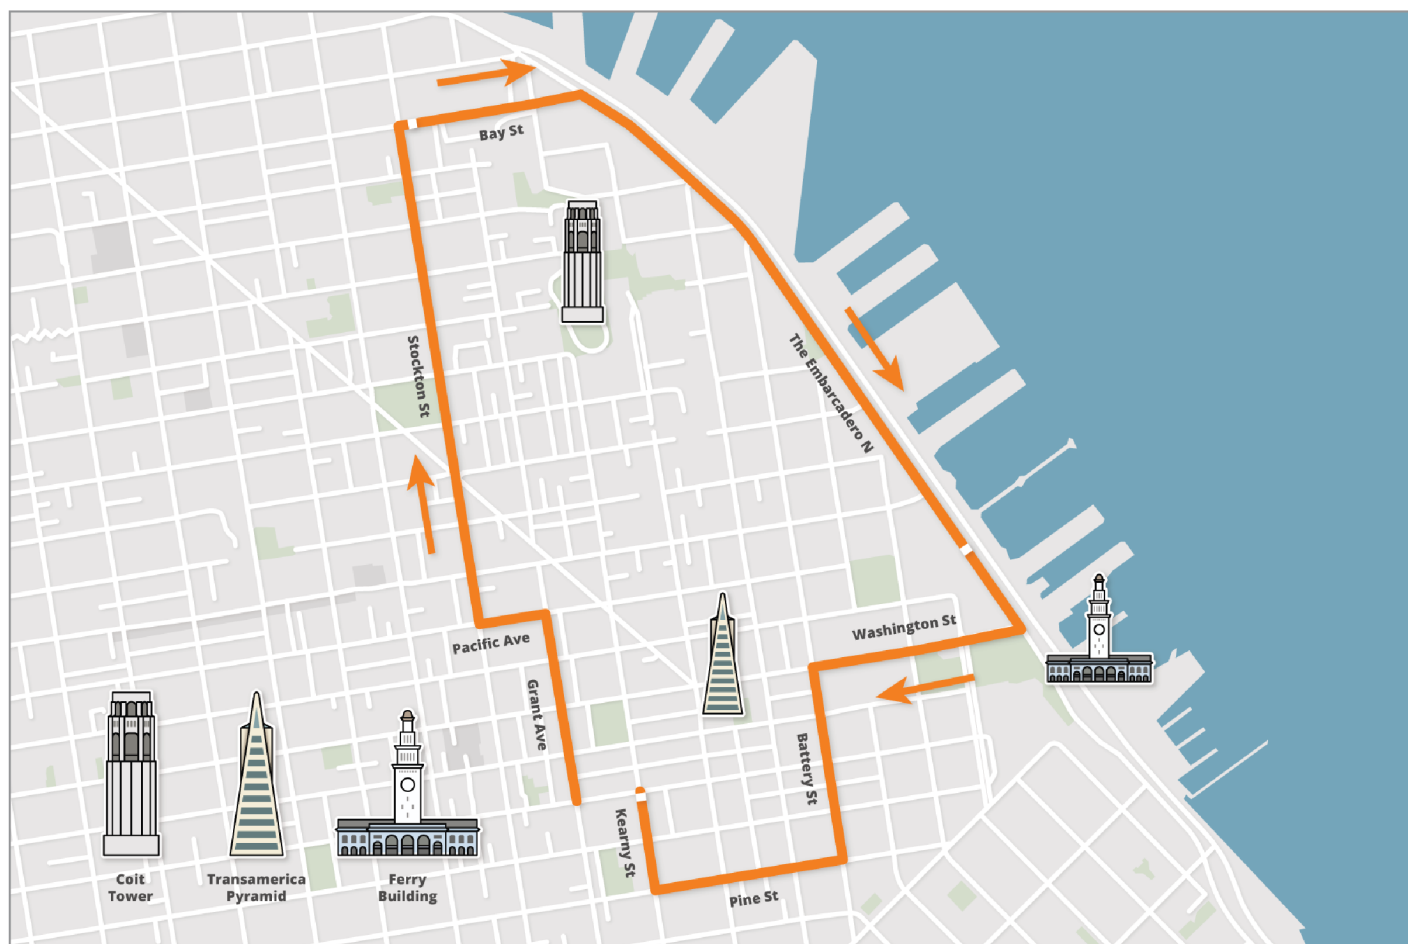 Bay St
Stockton St
The Embarcadero N
Washington St
Pacific Ave
Grant Ave
Battery St
Kearny St
Pine St
Coit
Tower
Transamerica
Pyramid
Ferry
Building